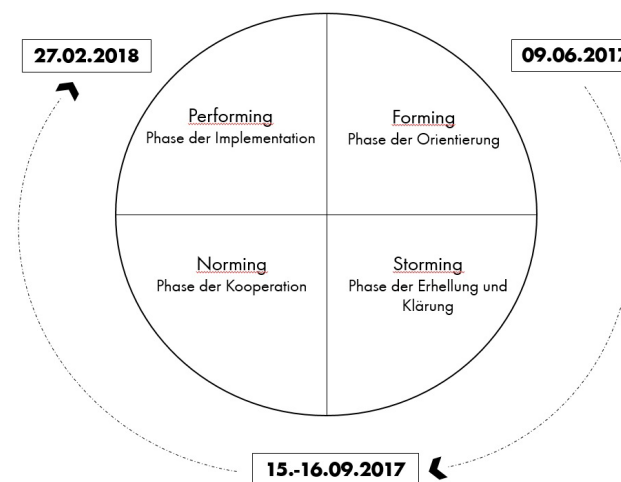 27.02.2018
09.06.2017
Performing
Phase der Implementation
Forming
Phase der Orientierung
Norming
Phase der Kooperation
Storming
Phase der Erhellung und
Klärung
15.-16.09.2017